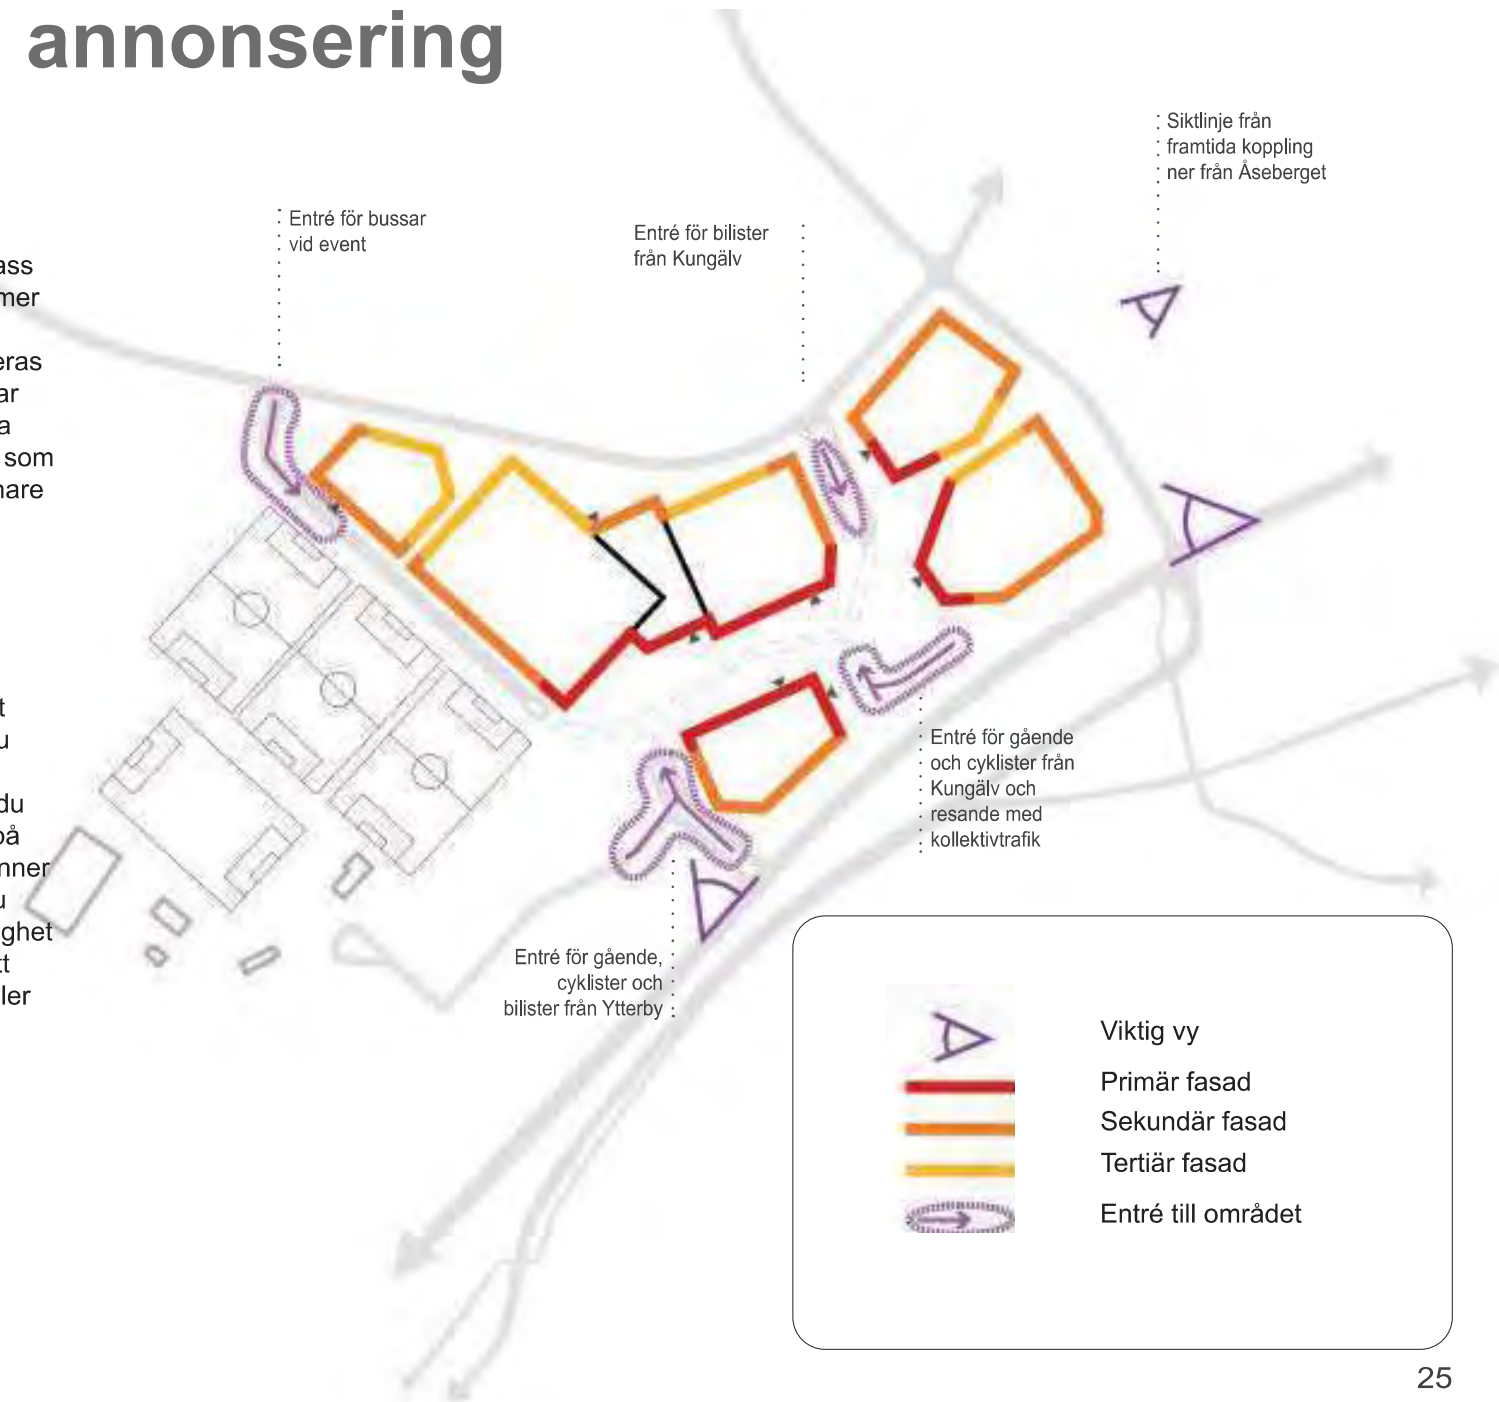 annonsering
Siktlinje från
framtida koppling
ner från Åseberget
Entré för bussar
vid event
Entré för bilister
från Kungälv
ass
mer
eras
ar
a
som
nare
t
u
du
på
nner
u
ghet
tt
ler
Entré för gående
och cyklister från
Kungälv och
resande med
kollektivtrafik
Entré för gående,
cyklister och
bilister från Ytterby
Viktig vy
Primär fasad
Sekundär fasad
Tertiär fasad
Entré till området
25